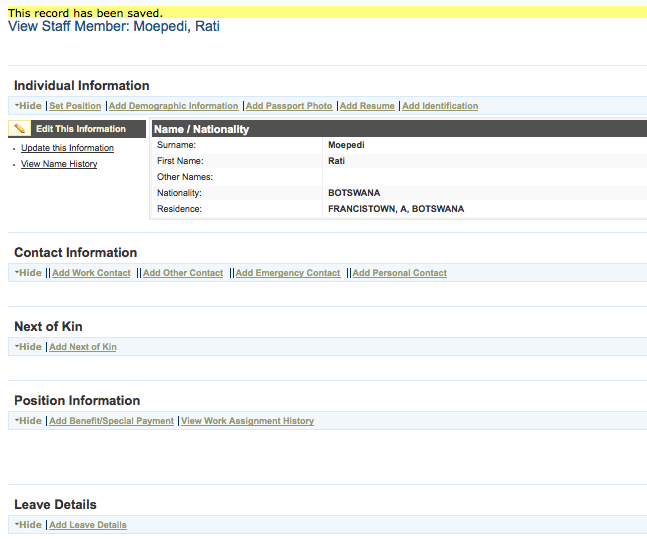 This record has been saved.
View Staff Member: Moepedi, Rati
Individual Information
Hide | Set Position | Add Demographic Information | Add Passport Photo | Add Resume | Add Identification
Edit This Information
Update this Information
View Name History
Name / Nationality
Surname: Moepedi
First Name: Rati
Other Names:
Nationality: BOTSWANA
Residence: FRANCISTOWN, A, BOTSWANA
Contact Information
Hide || Add Work Contact || Add Other Contact || Add Emergency Contact || Add Personal Contact
Next of Kin
Hide | Add Next of Kin
Position Information
Hide | Add Benefit/Special Payment | View Work Assignment History
Leave Details
Hide | Add Leave Details